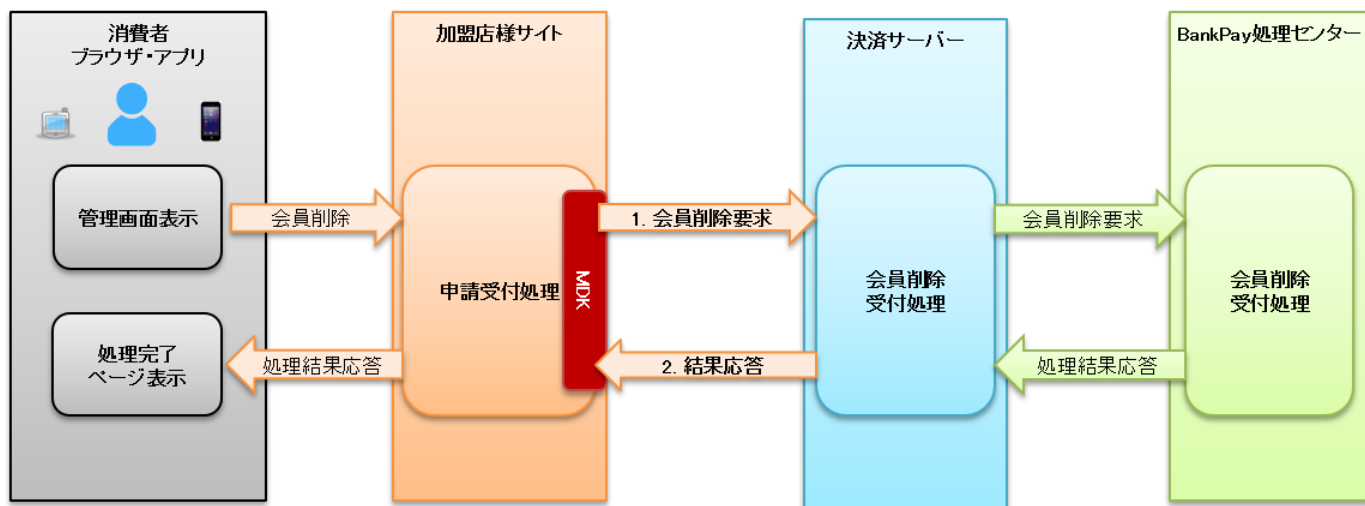 消費者
ブラウザ・アプリ
加盟店様サイト
決済サーバー
BankPay処理センター
管理画面表示
会員削除
1. 会員削除要求
会員削除要求
申請受付処理
MDK
会員削除
受付処理
会員削除
受付処理
処理完了
ページ表示
処理結果応答
2. 結果応答
処理結果応答